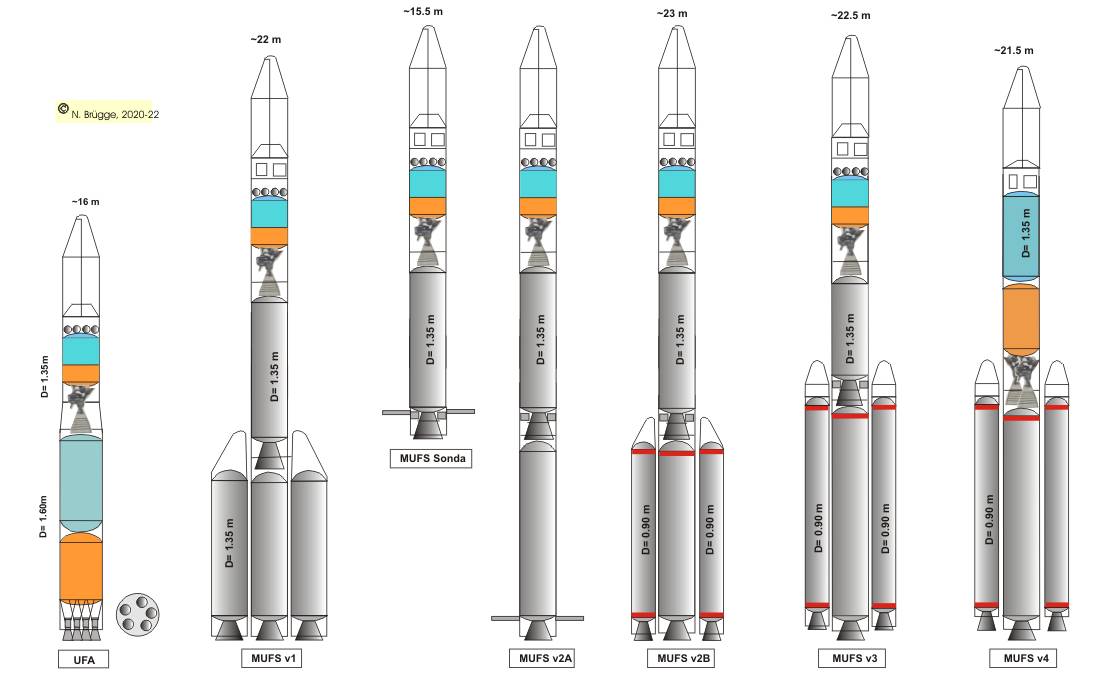 ~15.5 m
~23 m
~22.5 m
~22 m
~21.5 m
© N. Brügge, 2020-22
~16 m
D= 1.35 m
D= 1.35m
D= 1.35 m
D= 1.35 m
D= 1.35 m
D= 1.35 m
D= 1.35 m
MUFS Sonda
D= 1.60m
D= 1.35 m
D= 0.90 m
D= 0.90 m
D= 0.90 m
D= 0.90 m
D= 0.90 m
UFA
MUFS v1
MUFS v2A
MUFS v2B
MUFS v3
MUFS v4